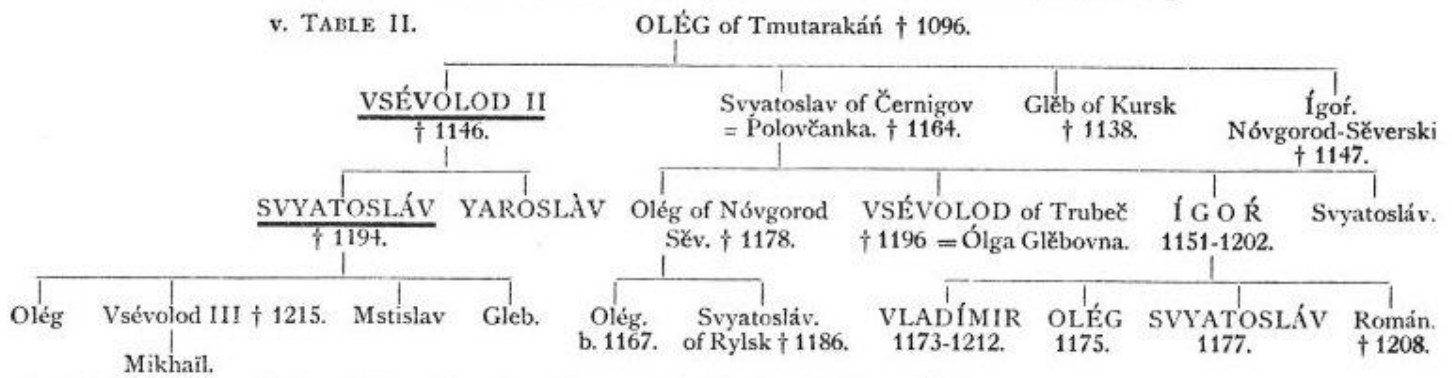 v. TABLE II. OLÉG of Tmutarakáń † 1096.
VSÉVOLOD II
† 1146.
Svyatoslav of Černigov
= Polovčanka. † 1164.
Glěb of Kursk
† 1138.
Ígoŕ.
Nóvgorod-Sěverski
† 1147.
SVYATOSLÁV
† 1194.
YAROSLÀV
Olég of Nóvgorod
Sěv. † 1178.
VSÉVOLOD of Trubeč
† 1196 = Ólga Glěbovna.
ÍGOŔ
1151-1202.
Svyatosláv.
Olég
Vsévolod III † 1215.
Mikhaïl.
Mstislav
Gleb.
Olég.
b. 1167.
Svyatosláv.
of Rylsk † 1186.
VLADÍMIR
1173-1212.
OLÉG
1175.
SVYATOSLÁV
1177.
Román.
† 1208.